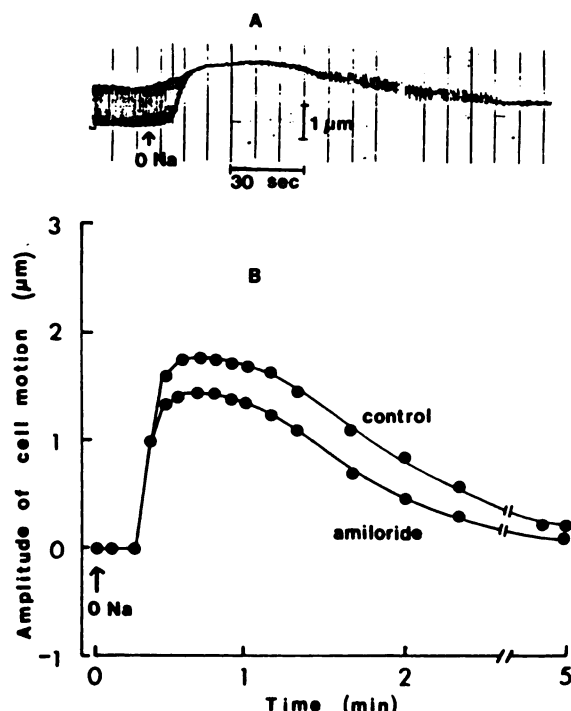 A
1 µm
0 Na
30 sec
3
2
1
0
-1
Amplitude of cell motion (µm)
B
control
amiloride
0 Na
0
1
2
5
Time (min)